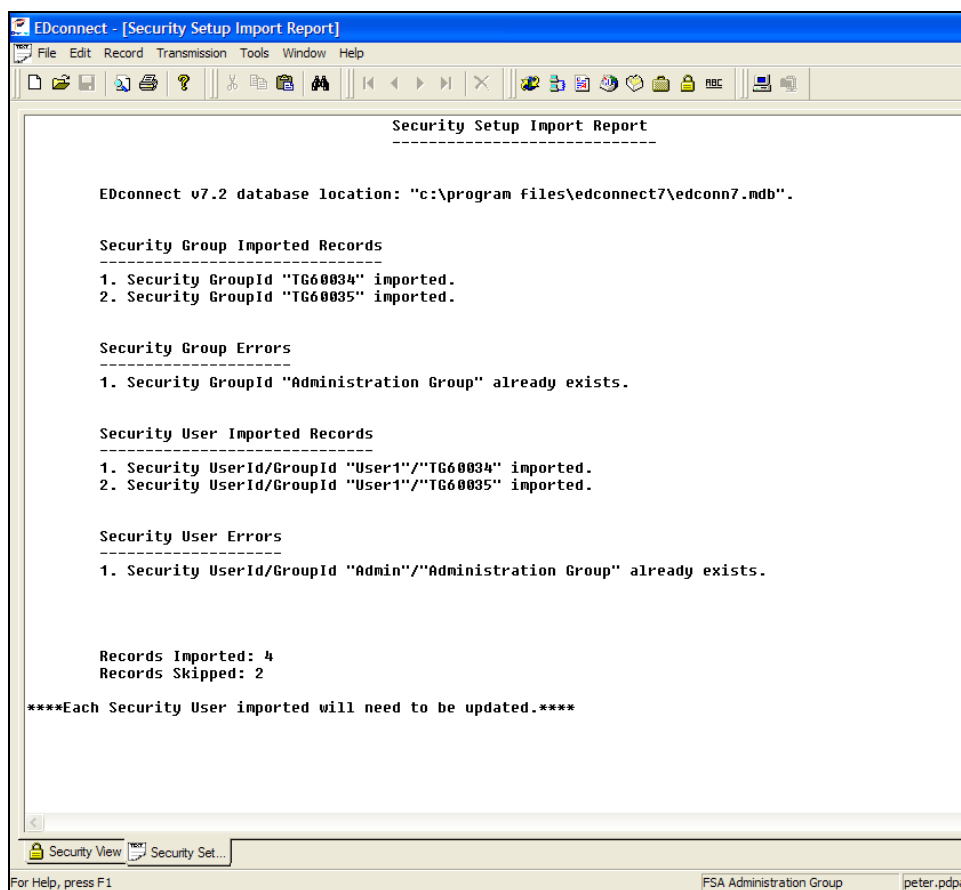 EDconnect - [Security Setup Import Report]
File Edit Record Transmission Tools Window Help
ABC
Security Setup Import Report
-----------------------------
EDconnect v7.2 database location: "c:\program files\edconnect7\edconn7.mdb".
Security Group Imported Records
-------------------------------
1. Security GroupId "TG60034" imported.
2. Security GroupId "TG60035" imported.
Security Group Errors
---------------------
1. Security GroupId "Administration Group" already exists.
Security User Imported Records
------------------------------
1. Security UserId/GroupId "User1"/"TG60034" imported.
2. Security UserId/GroupId "User1"/"TG60035" imported.
Security User Errors
--------------------
1. Security UserId/GroupId "Admin"/"Administration Group" already exists.
Records Imported: 4
Records Skipped: 2
****Each Security User imported will need to be updated.****
Security View Security Set...
For Help, press F1 FSA Administration Group peter.pdp